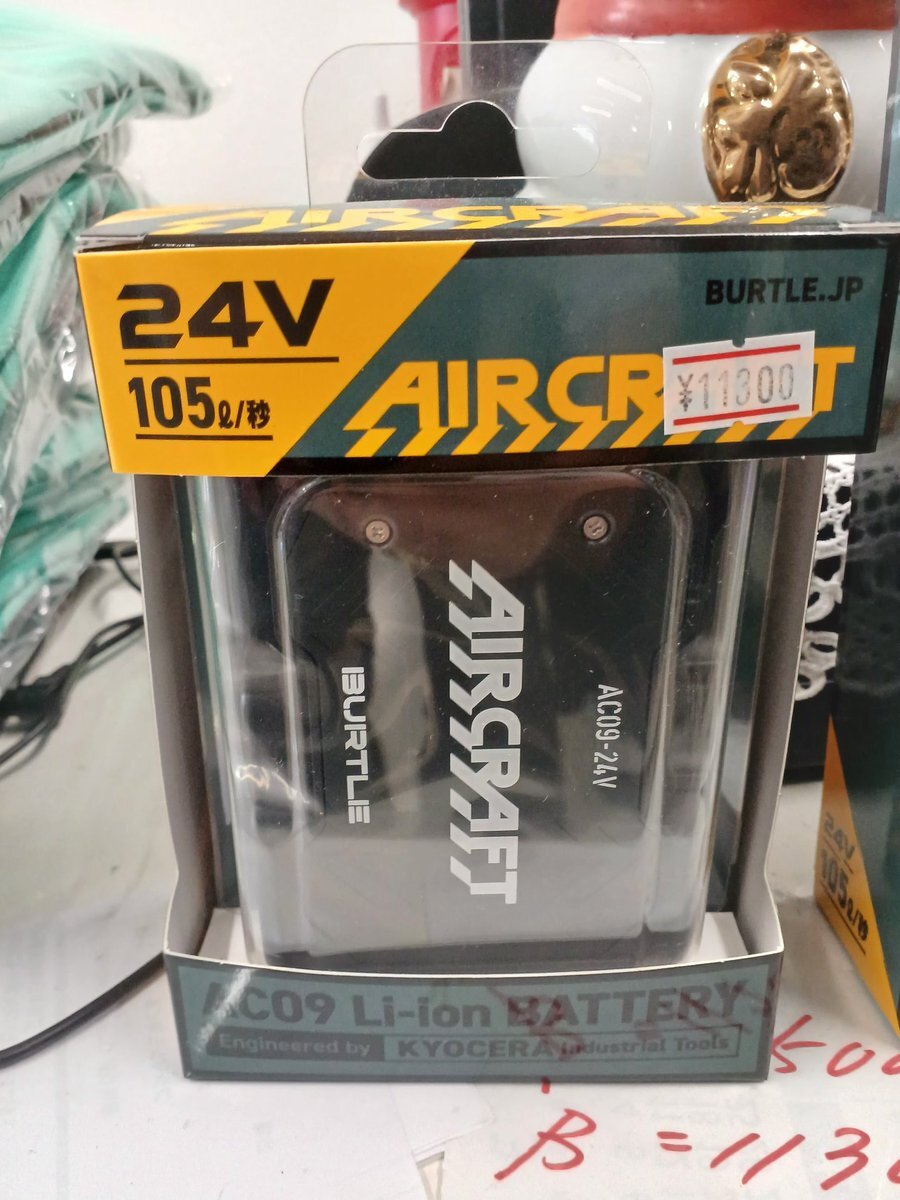 AIRCRAFT
24V
105ℓ/秒
BURTLE.JP
AIRCRAFT
¥11300
AIRCRAFT
BURTLE
AC09-24V
24V
105ℓ/秒
AC09 Li-ion BATTERY
Engineered by KYOCERA Industrial Tools